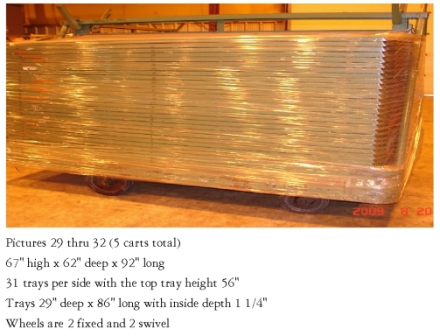 2009 8 20
Pictures 29 thru 32 (5 carts total)
67" high x 62" deep x 92" long
31 trays per side with the top tray height 56"
Trays 29" deep x 86" long with inside depth 1 1/4"
Wheels are 2 fixed and 2 swivel